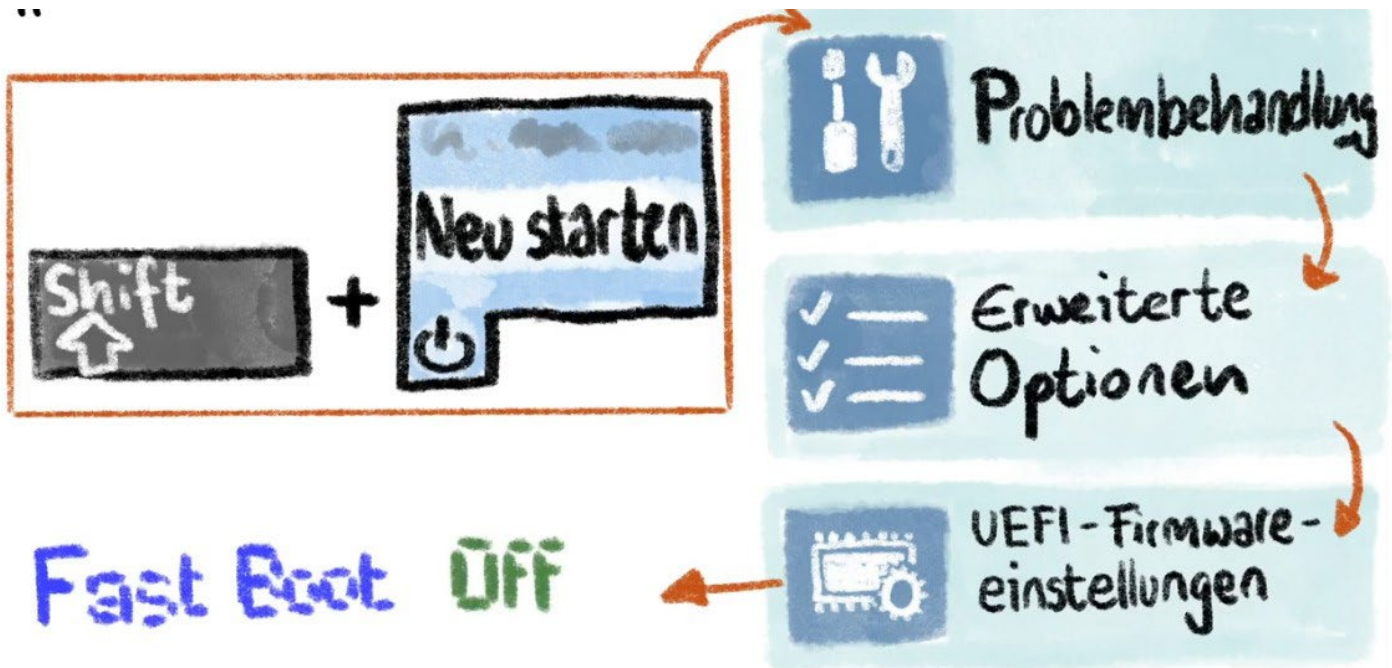 Shift
+
Neu starten
Problembehandlung
Erweiterte
Optionen
UEFI-Firmware-
einstellungen
Fast Boot Off